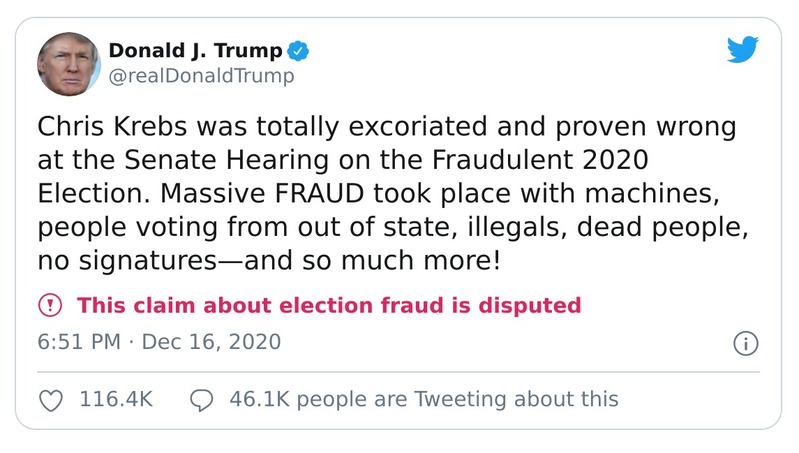 Donald J. Trump
@realDonaldTrump
Chris Krebs was totally excoriated and proven wrong
at the Senate Hearing on the Fraudulent 2020
Election. Massive FRAUD took place with machines,
people voting from out of state, illegals, dead people,
no signatures—and so much more!
This claim about election fraud is disputed
6:51 PM · Dec 16, 2020
116.4K 46.1K people are Tweeting about this